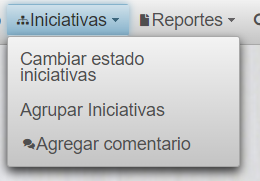 Iniciativas Reportes
Cambiar estado
iniciativas
Agrupar Iniciativas
Agregar comentario